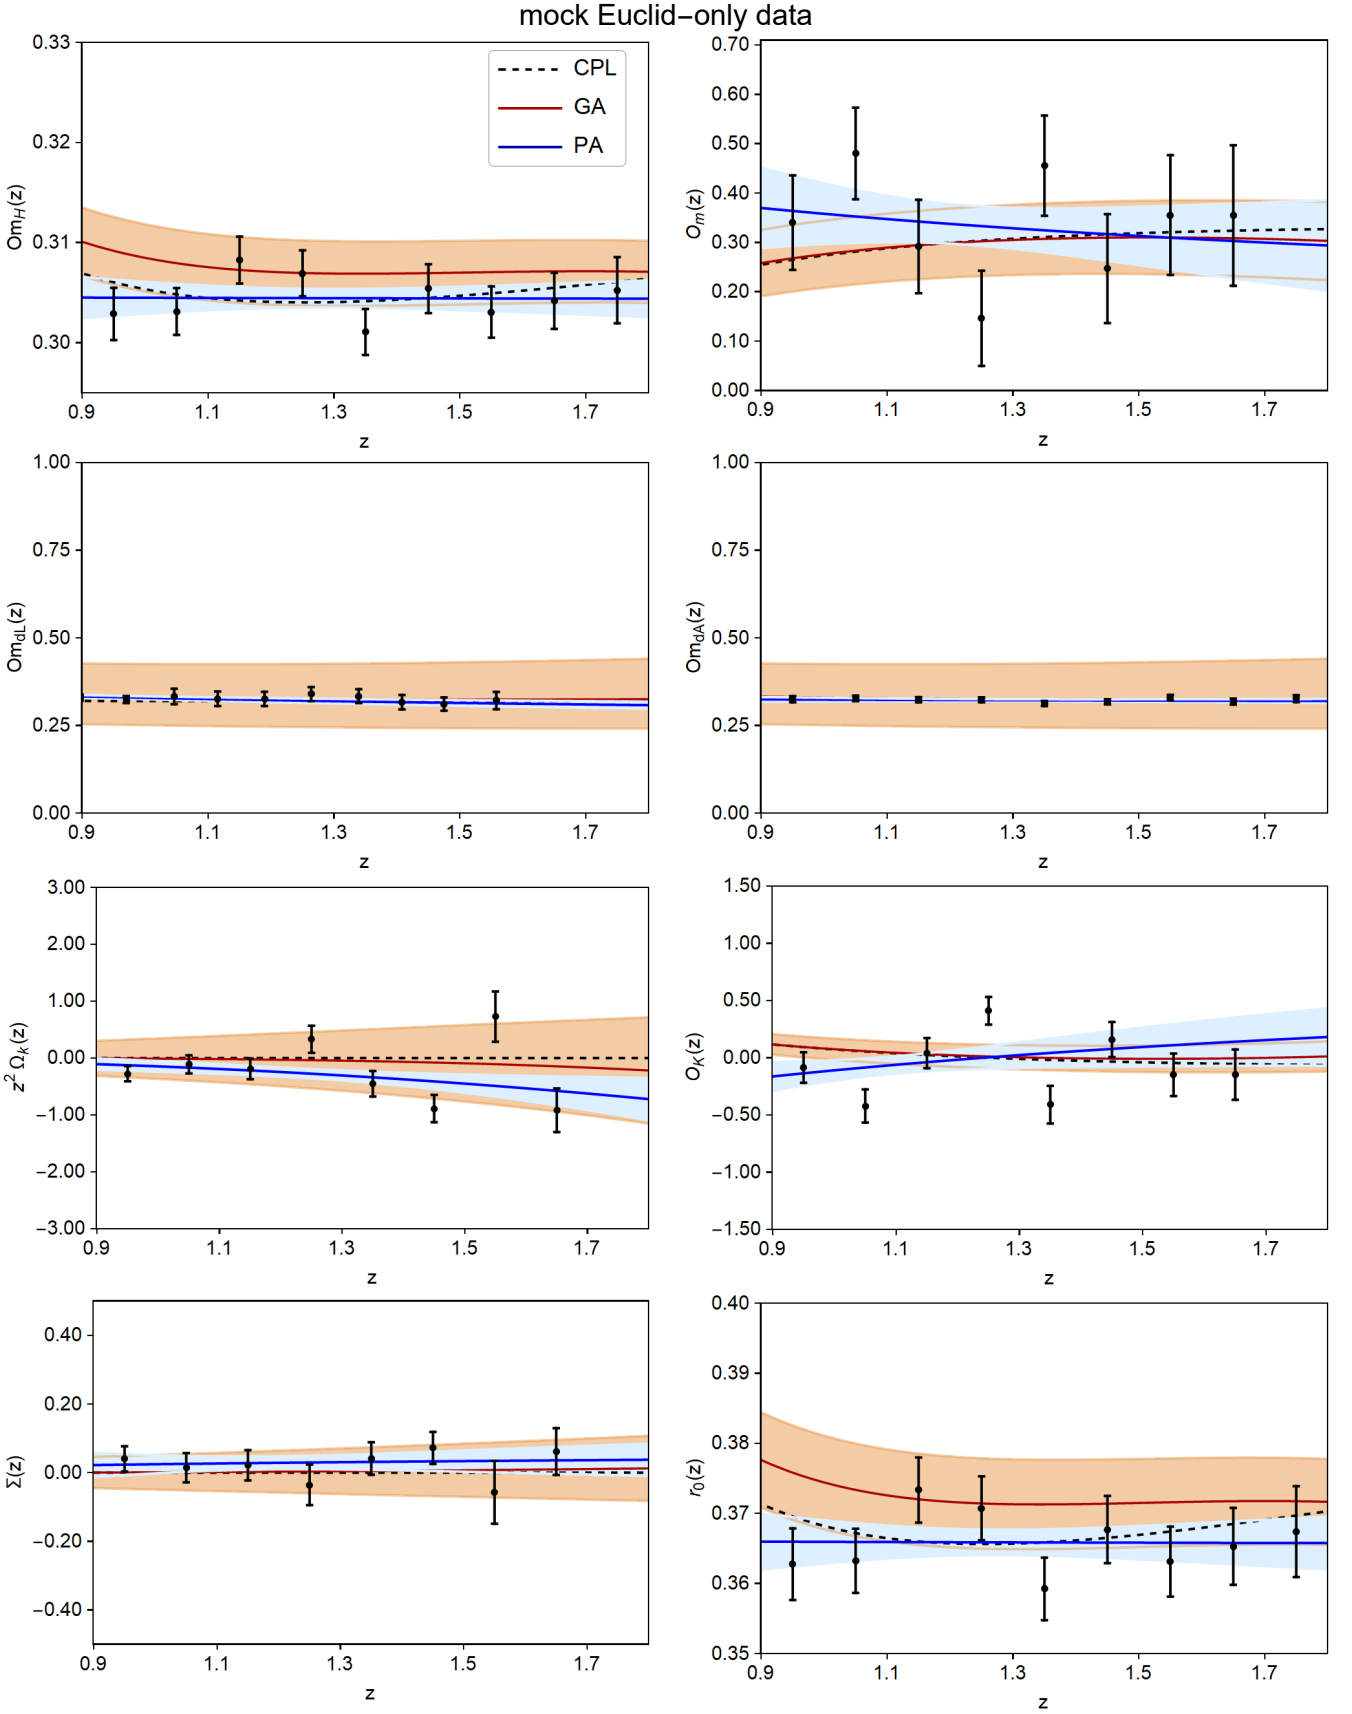 mock Euclid−only data
0.33
0.32
0.31
0.30
Om_H(z)
CPL
GA
PA
0.9 1.1 1.3 1.5 1.7
z
0.70
0.60
0.50
0.40
0.30
0.20
0.10
0.00
O_m(z)
0.9 1.1 1.3 1.5 1.7
z
1.00
0.75
0.50
0.25
0.00
Om_dL(z)
0.9 1.1 1.3 1.5 1.7
z
1.00
0.75
0.50
0.25
0.00
Om_dA(z)
0.9 1.1 1.3 1.5 1.7
z
3.00
2.00
1.00
0.00
−1.00
−2.00
−3.00
z² Ω_k(z)
0.9 1.1 1.3 1.5 1.7
z
1.50
1.00
0.50
0.00
−0.50
−1.00
−1.50
O_K(z)
0.9 1.1 1.3 1.5 1.7
z
0.40
0.20
0.00
−0.20
−0.40
Σ(z)
0.9 1.1 1.3 1.5 1.7
z
0.40
0.39
0.38
0.37
0.36
0.35
r_0(z)
0.9 1.1 1.3 1.5 1.7
z